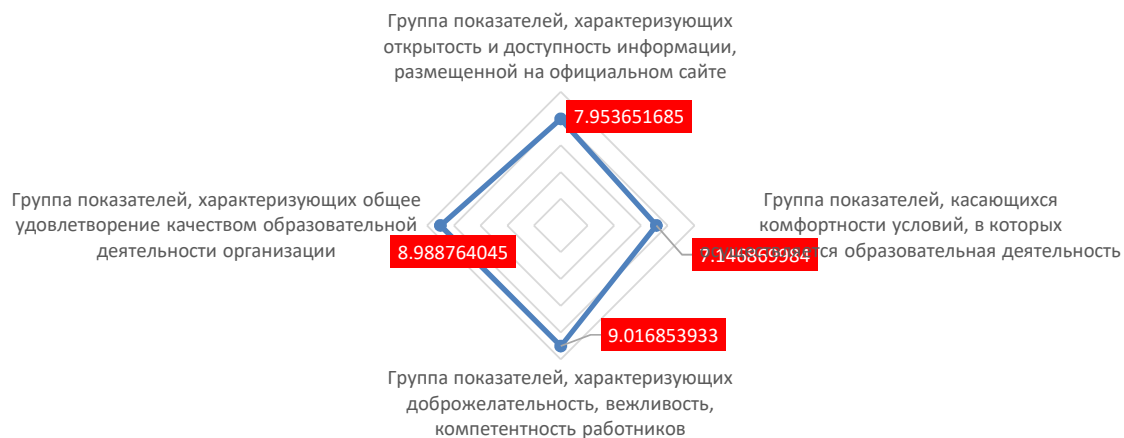 Группа показателей, характеризующих
открытость и доступность информации,
размещенной на официальном сайте
7.953651685
Группа показателей, характеризующих общее
удовлетворение качеством образовательной
деятельности организации
8.988764045
Группа показателей, касающихся
комфортности условий, в которых
образовательная деятельность
7.146869984
9.016853933
Группа показателей, характеризующих
доброжелательность, вежливость,
компетентность работников